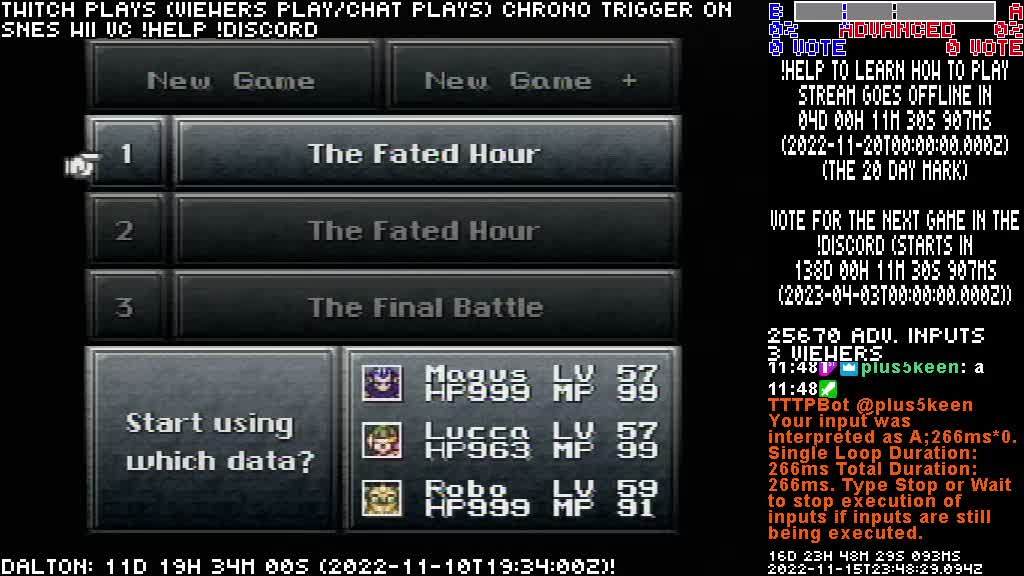 TWITCH PLAYS (VIEWERS PLAY/CHAT PLAYS) CHRONO TRIGGER ON
SNES WII VC !HELP !DISCORD
New Game
New Game +
1 The Fated Hour
2 The Fated Hour
3 The Final Battle
Start using
which data?
Magus LV 57
HP999 MP 99
Lucca LV 57
HP963 MP 99
Robo LV 59
HP999 MP 91
DALTON: 11D 19H 34M 00S (2022-11-10T19:34:00Z)!
B A
0% ADVANCED 0%
0 VOTE 0 VOTE
!HELP TO LEARN HOW TO PLAY
STREAM GOES OFFLINE IN
04D 00H 11M 30S 907MS
(2022-11-20T00:00:00.000Z)
(THE 20 DAY MARK)
VOTE FOR THE NEXT GAME IN THE
!DISCORD (STARTS IN
138D 00H 11M 30S 907MS
(2023-04-03T00:00:00.000Z))
25670 ADV. INPUTS
3 VIEWERS
11:48 plus5keen: a
11:48
TTTPBot @plus5keen
Your input was
interpreted as A;266ms*0.
Single Loop Duration:
266ms Total Duration:
266ms. Type Stop or Wait
to stop execution of
inputs if inputs are still
being executed.
16D 23H 48M 29S 093MS
2022-11-15T23:48:29.094Z